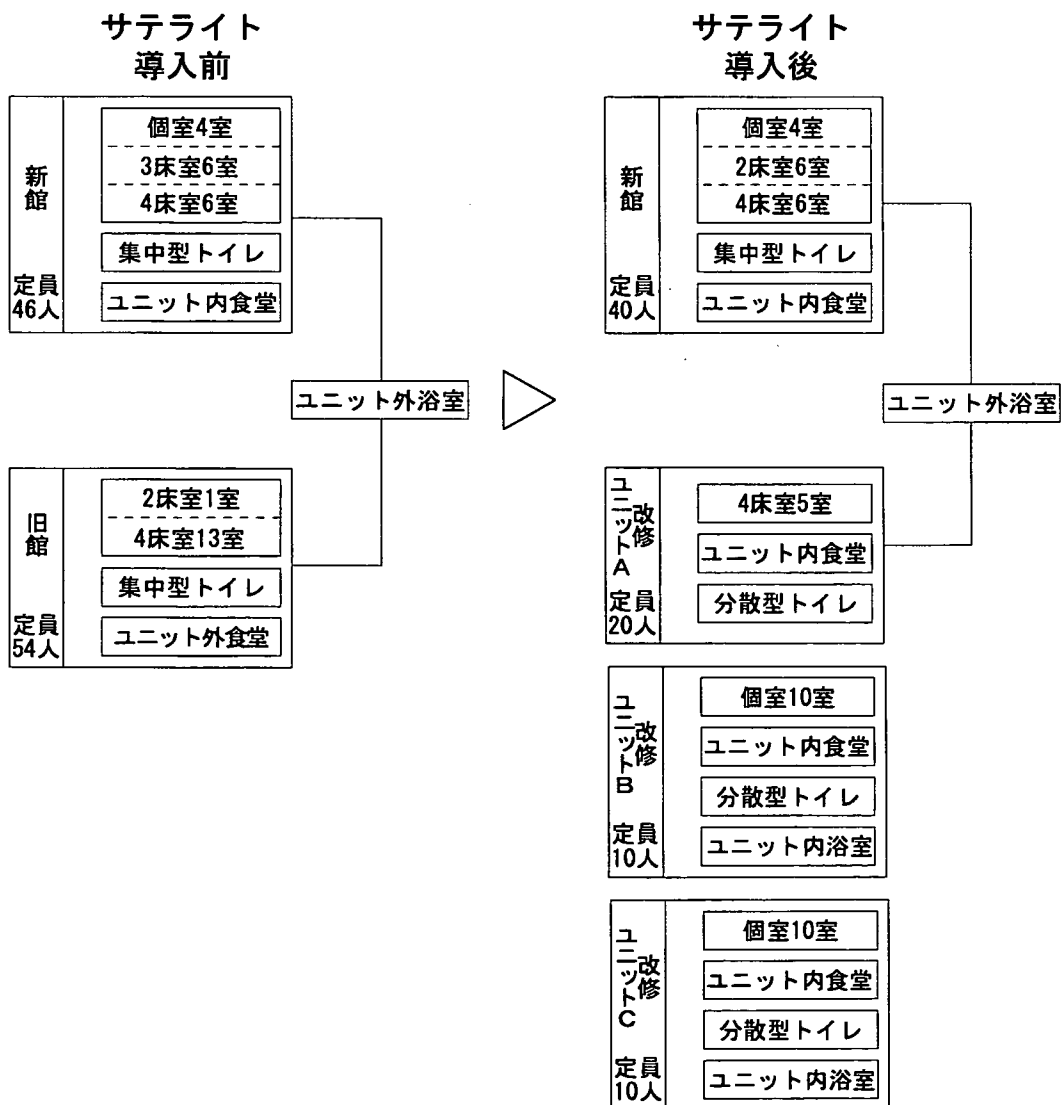 サテライト
導入前
新館
定員
46人
個室4室
3床室6室
4床室6室
集中型トイレ
ユニット内食堂
ユニット外浴室
旧館
定員
54人
2床室1室
4床室13室
集中型トイレ
ユニット外食堂
サテライト
導入後
新館
定員
40人
個室4室
2床室6室
4床室6室
集中型トイレ
ユニット内食堂
ユニット外浴室
改修
ユニットA
定員
20人
4床室5室
ユニット内食堂
分散型トイレ
改修
ユニットB
定員
10人
個室10室
ユニット内食堂
分散型トイレ
ユニット内浴室
改修
ユニットC
定員
10人
個室10室
ユニット内食堂
分散型トイレ
ユニット内浴室